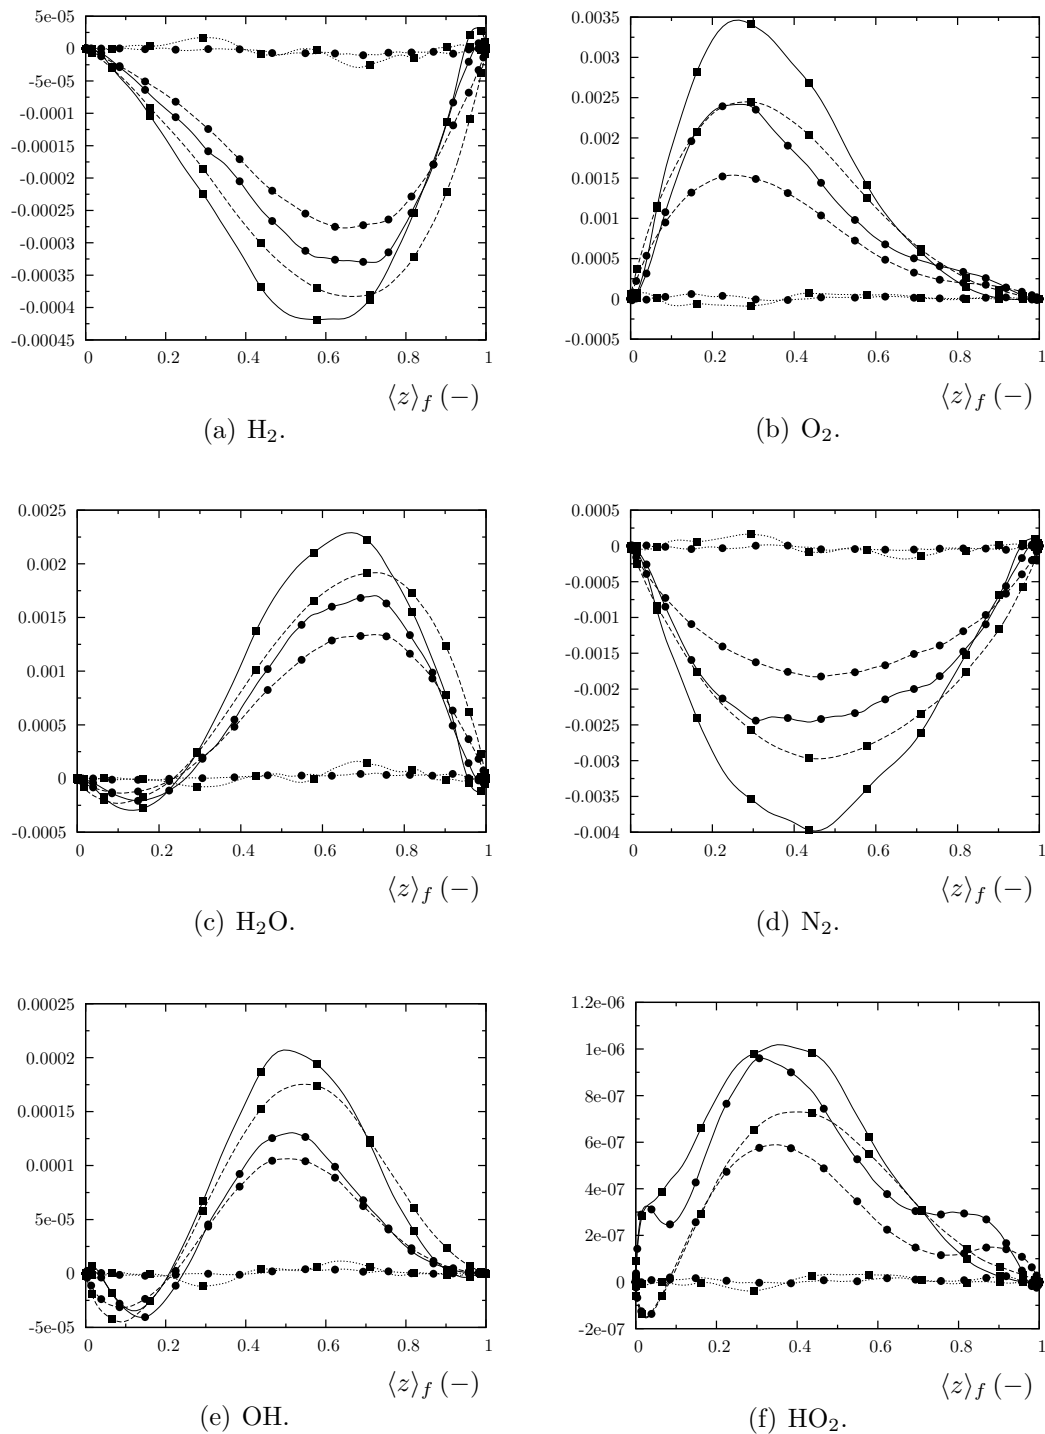 5e-05
0
-5e-05
-0.0001
-0.00015
-0.0002
-0.00025
-0.0003
-0.00035
-0.0004
-0.00045
0 0.2 0.4 0.6 0.8 1
⟨z⟩f (−)
(a) H₂.
0.0035
0.003
0.0025
0.002
0.0015
0.001
0.0005
0
-0.0005
0 0.2 0.4 0.6 0.8 1
⟨z⟩f (−)
(b) O₂.
0.0025
0.002
0.0015
0.001
0.0005
0
-0.0005
0 0.2 0.4 0.6 0.8 1
⟨z⟩f (−)
(c) H₂O.
0.0005
0
-0.0005
-0.001
-0.0015
-0.002
-0.0025
-0.003
-0.0035
-0.004
0 0.2 0.4 0.6 0.8 1
⟨z⟩f (−)
(d) N₂.
0.00025
0.0002
0.00015
0.0001
5e-05
0
-5e-05
0 0.2 0.4 0.6 0.8 1
⟨z⟩f (−)
(e) OH.
1.2e-06
1e-06
8e-07
6e-07
4e-07
2e-07
0
-2e-07
0 0.2 0.4 0.6 0.8 1
⟨z⟩f (−)
(f) HO₂.